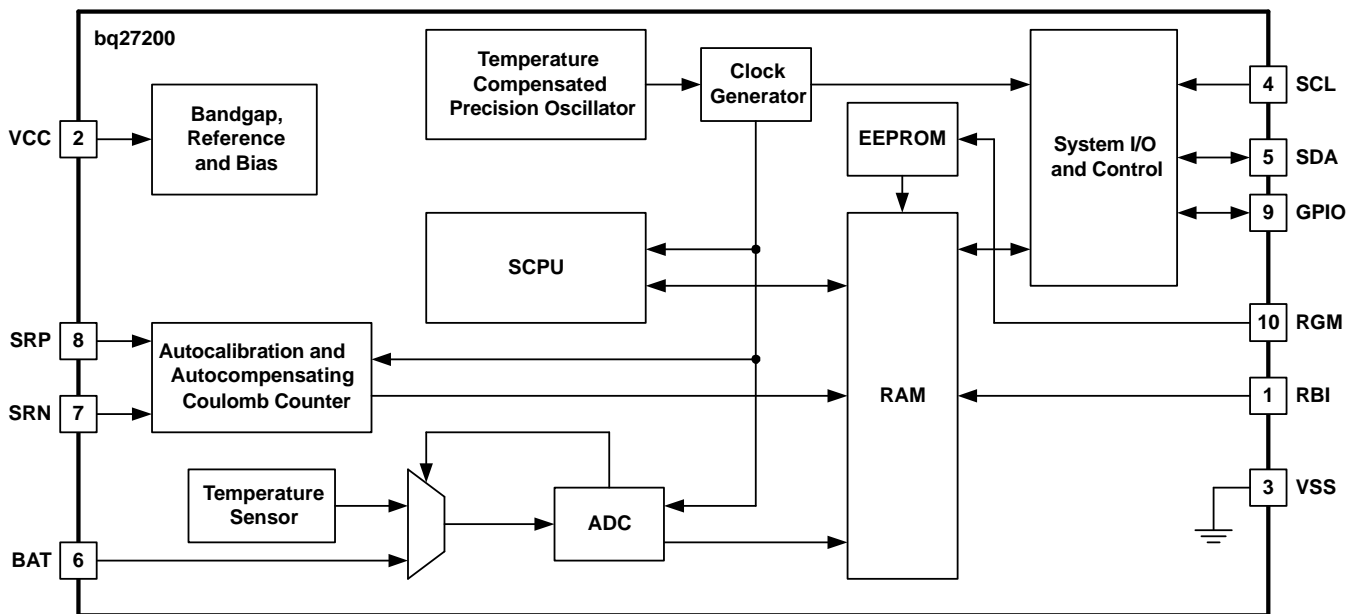 bq27200
Temperature
Compensated
Precision Oscillator
Clock
Generator
4 SCL
Bandgap,
Reference
and Bias
VCC 2
EEPROM
System I/O
and Control
5 SDA
9 GPIO
SCPU
10 RGM
SRP 8
Autocalibration and
Autocompensating
Coulomb Counter
SRN 7
RAM
1 RBI
Temperature
Sensor
ADC
3 VSS
BAT 6